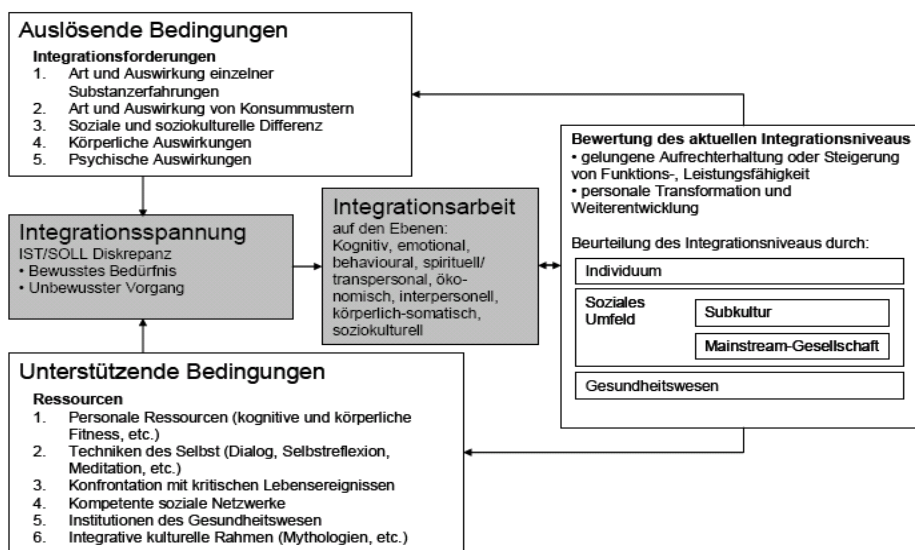 Auslösende Bedingungen
Integrationsforderungen
1. Art und Auswirkung einzelner
Substanzerfahrungen
2. Art und Auswirkung von Konsummustern
3. Soziale und soziokulturelle Differenz
4. Körperliche Auswirkungen
5. Psychische Auswirkungen
Integrationsspannung
IST/SOLL Diskrepanz
• Bewusstes Bedürfnis
• Unbewusster Vorgang
Integrationsarbeit
auf den Ebenen:
Kognitiv, emotional,
behavioural, spirituell/
transpersonal, öko-
nomisch, interpersonell,
körperlich-somatisch,
soziokulturell
Bewertung des aktuellen Integrationsniveaus
• gelungene Aufrechterhaltung oder Steigerung
von Funktions-, Leistungsfähigkeit
• personale Transformation und
Weiterentwicklung
Beurteilung des Integrationsniveaus durch:
Individuum
Soziales
Umfeld
Subkultur
Mainstream-Gesellschaft
Gesundheitswesen
Unterstützende Bedingungen
Ressourcen
1. Personale Ressourcen (kognitive und körperliche
Fitness, etc.)
2. Techniken des Selbst (Dialog, Selbstreflexion,
Meditation, etc.)
3. Konfrontation mit kritischen Lebensereignissen
4. Kompetente soziale Netzwerke
5. Institutionen des Gesundheitswesen
6. Integrative kulturelle Rahmen (Mythologien, etc.)